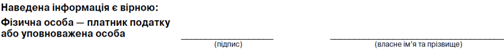 Наведена інформація є вірною:
Фізична особа — платник податку
або уповноважена особа
(підпис) (власне ім'я та прізвище)